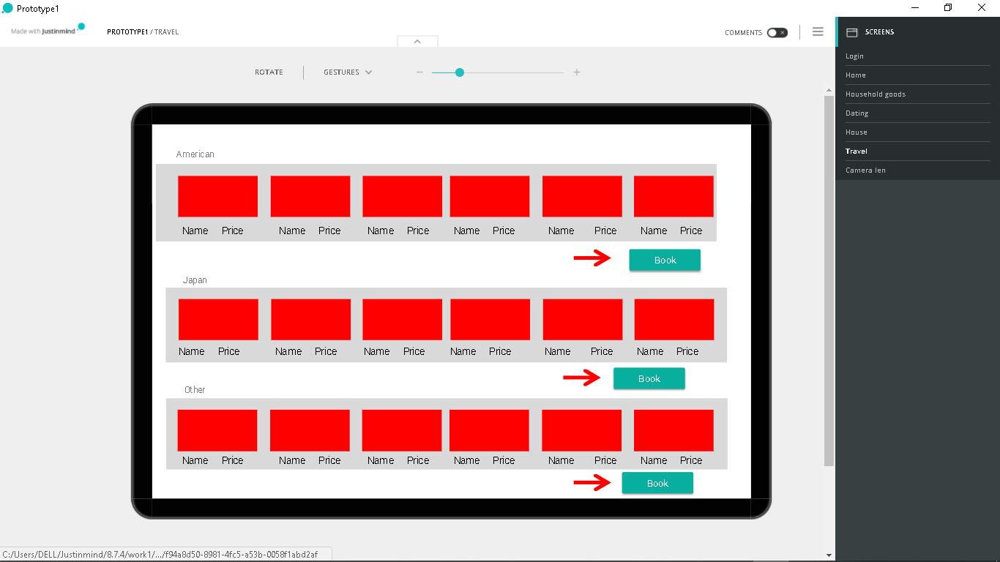 Prototype1
Made with Justinmind
PROTOTYPE1 / TRAVEL
COMMENTS
SCREENS
Login
Home
Household goods
Dating
House
Travel
Camera len
ROTATE
GESTURES
American
Name Price Name Price Name Price Name Price Name Price Name Price
Book
Japan
Name Price Name Price Name Price Name Price Name Price Name Price
Book
Other
Name Price Name Price Name Price Name Price Name Price Name Price
Book
C:/Users/DELL/Justinmind/8.7.4/work1/.../f94a8d50-8981-4fc5-a53b-0058f1abd2af